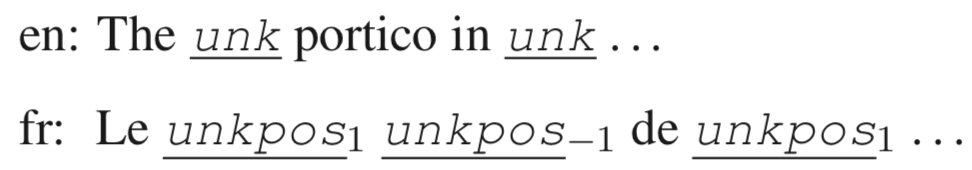 en: The unk portico in unk ...
fr: Le unkpos₁ unkpos₋₁ de unkpos₁ ...